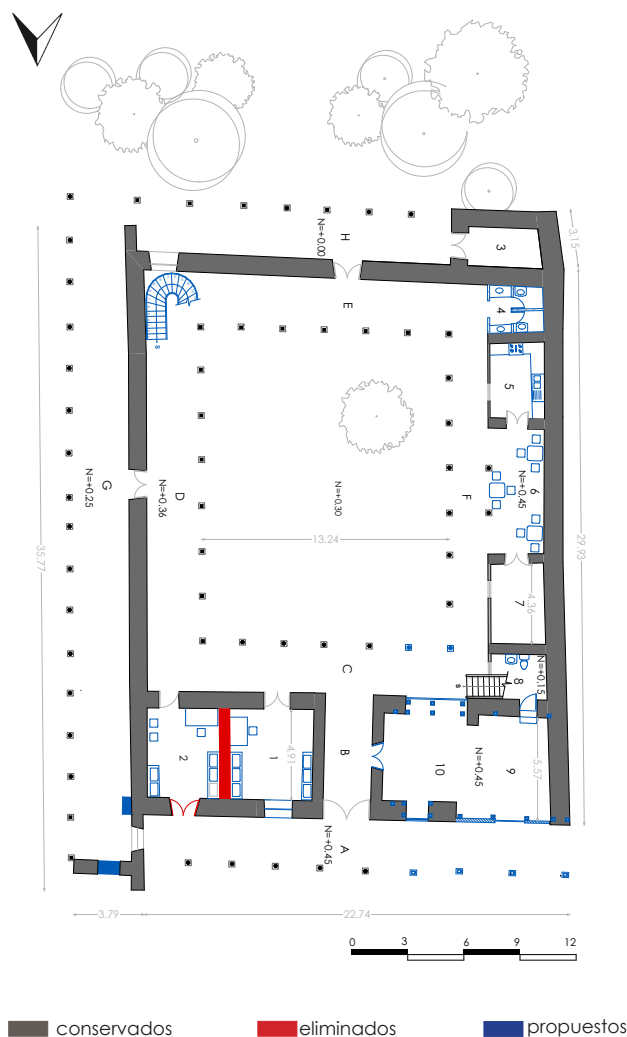 3.15
H
N=+0.00
3
E
4
s
5
35.77
G
N=+0.25
D
N=+0.36
N=+0.30
F
6
N=+0.45
29.93
13.24
7
4.36
C
8
N=+0.15
s
2
1
4.91
B
10
N=+0.45
9
5.57
A
N=+0.45
3.79
22.74
0 3 6 9 12
conservados eliminados propuestos